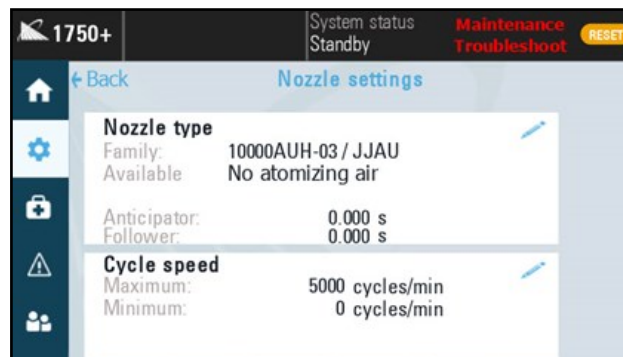 1750+
System status
Standby
Maintenance
Troubleshoot
RESET
Back
Nozzle settings
Nozzle type
Family: 10000AUH-03 / JJAU
Available No atomizing air
Anticipator: 0.000 s
Follower: 0.000 s
Cycle speed
Maximum: 5000 cycles/min
Minimum: 0 cycles/min